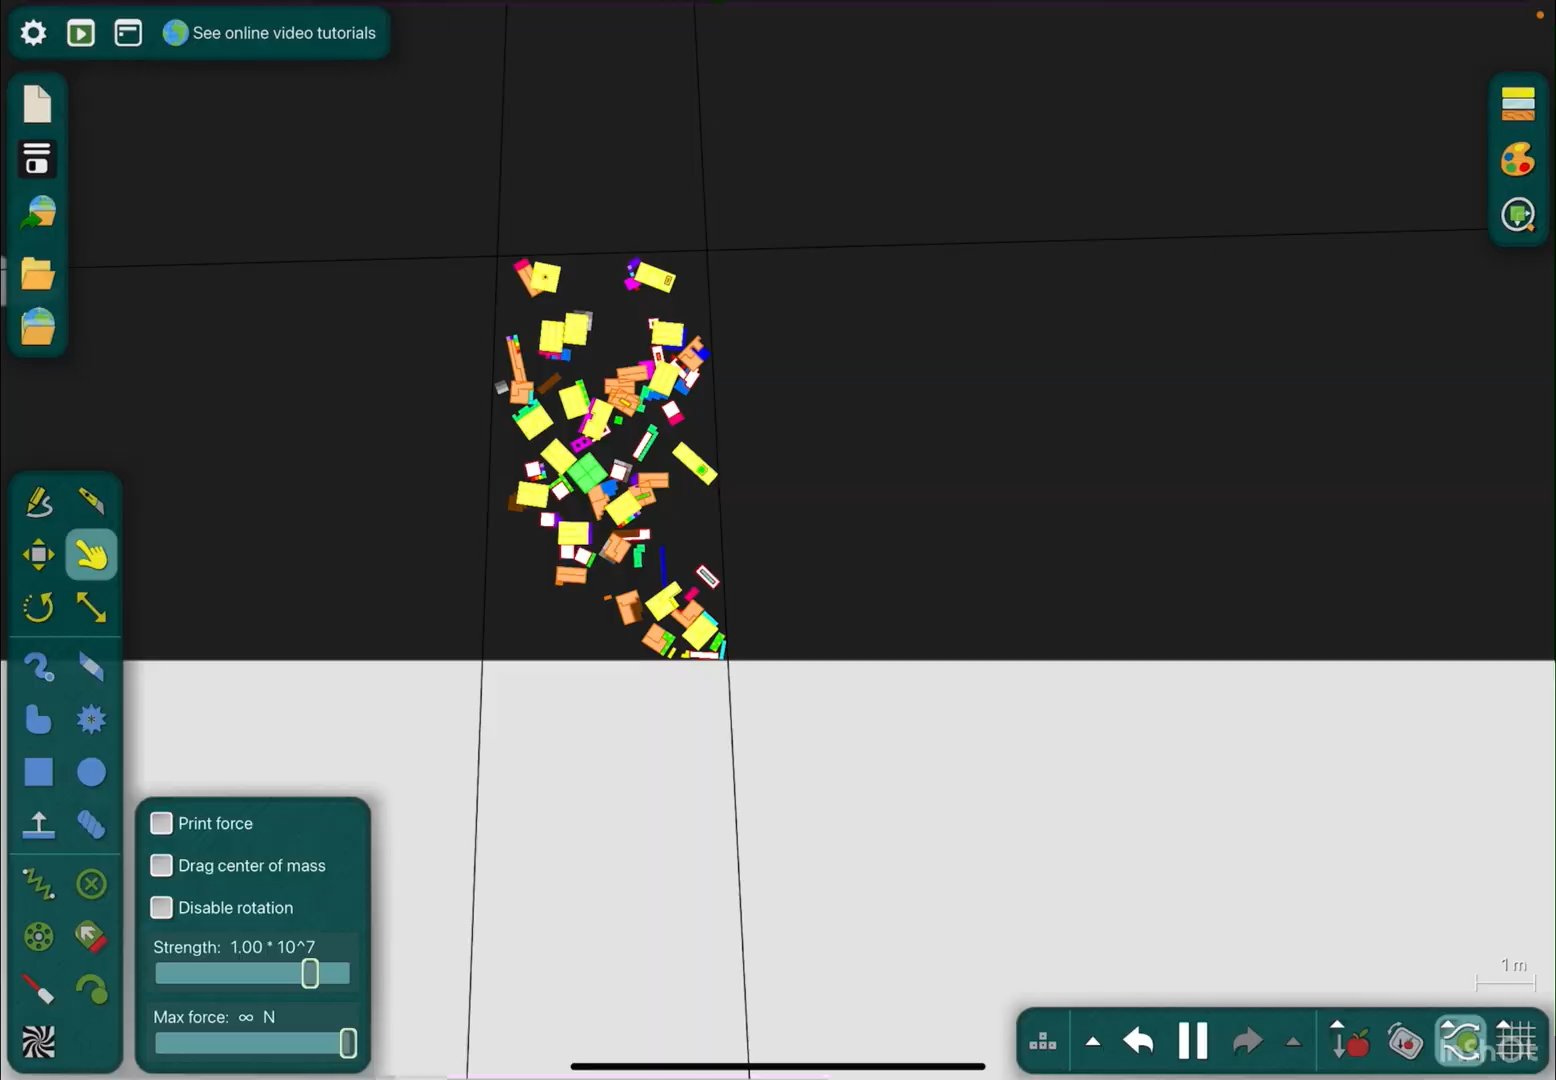 See online video tutorials
Print force
Drag center of mass
Disable rotation
Strength: 1.00 * 10^7
Max force: ∞ N
1 m
InShOt